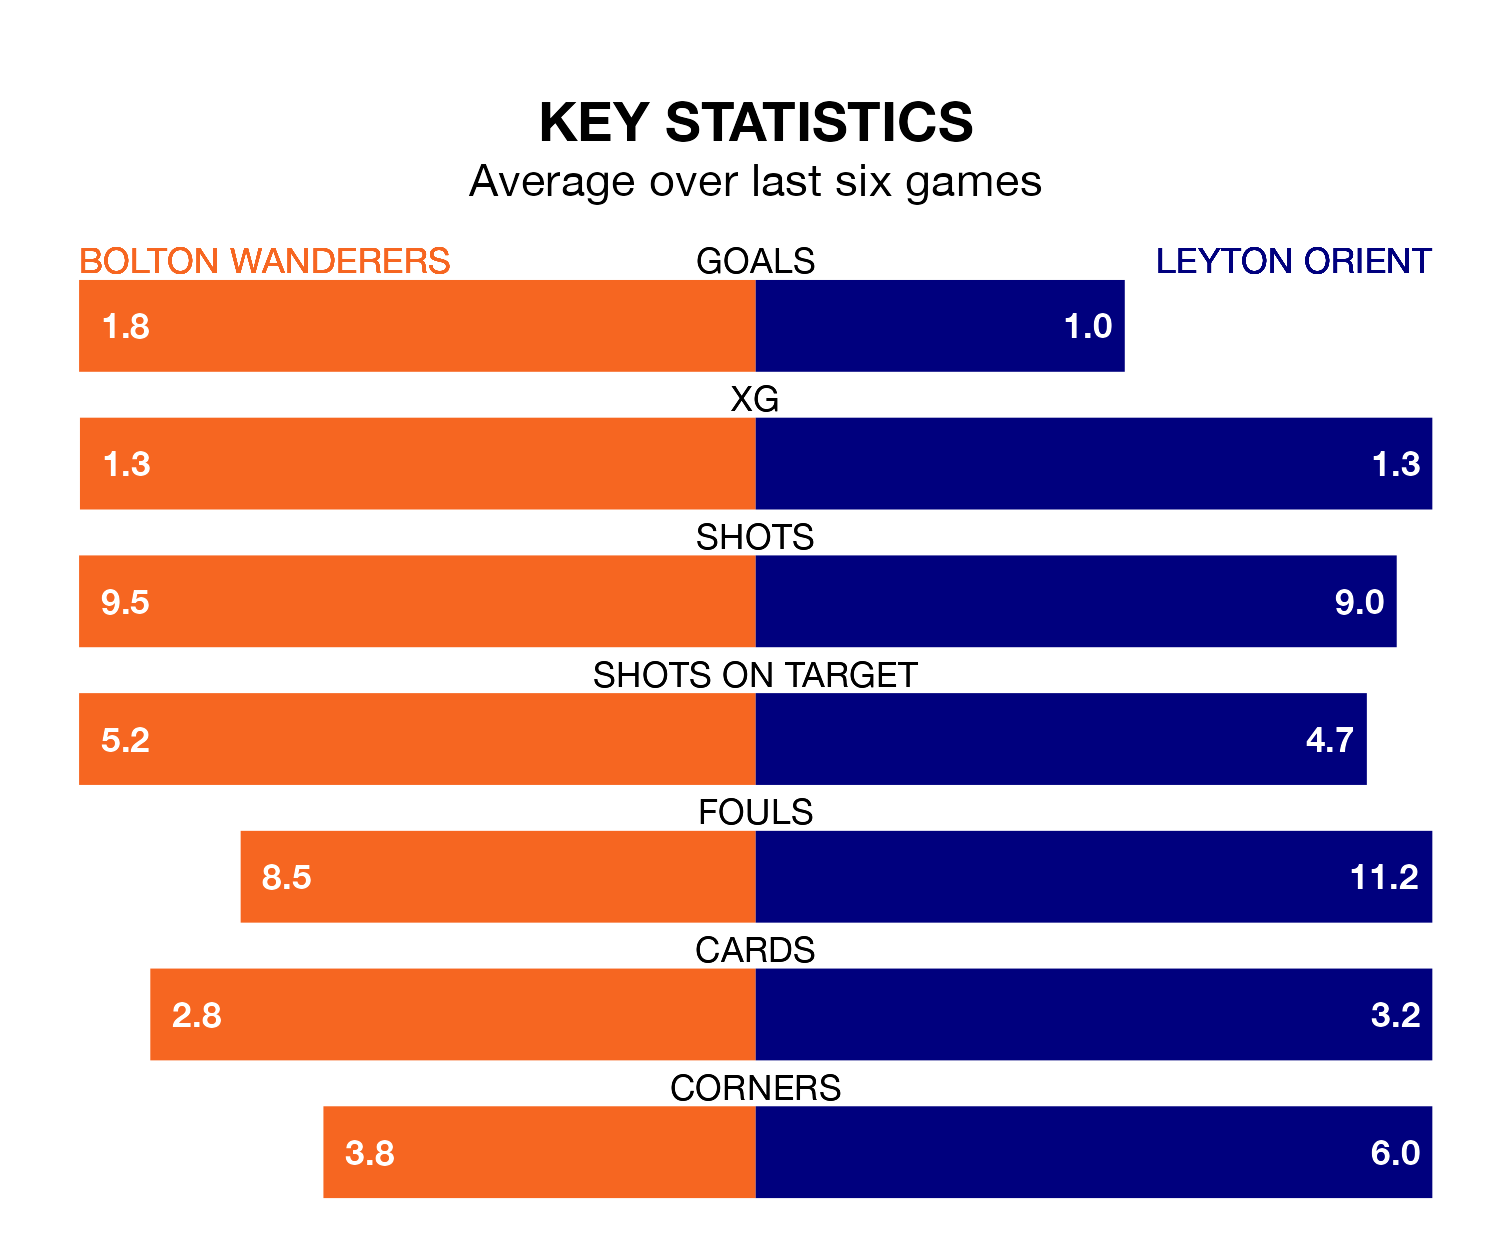 KEY STATISTICS
Average over last six games
BOLTON WANDERERS GOALS LEYTON ORIENT
1.8 1.0
XG
1.3 1.3
SHOTS
9.5 9.0
SHOTS ON TARGET
5.2 4.7
FOULS
8.5 11.2
CARDS
2.8 3.2
CORNERS
3.8 6.0